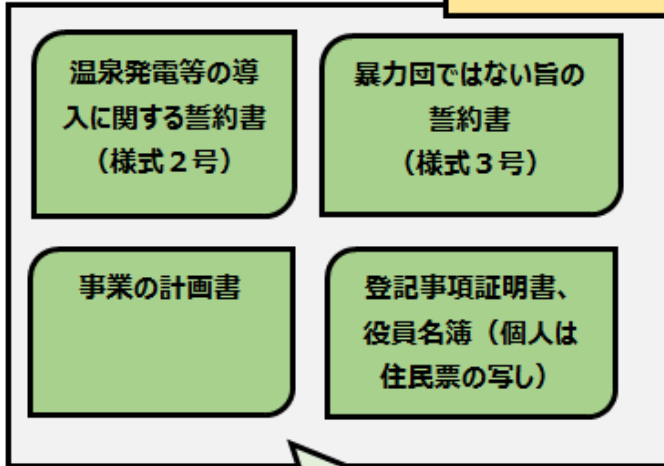 温泉発電等の導
入に関する誓約書
（様式２号）
暴力団ではない旨の
誓約書
（様式３号）
事業の計画書
登記事項証明書、
役員名簿（個人は
住民票の写し）